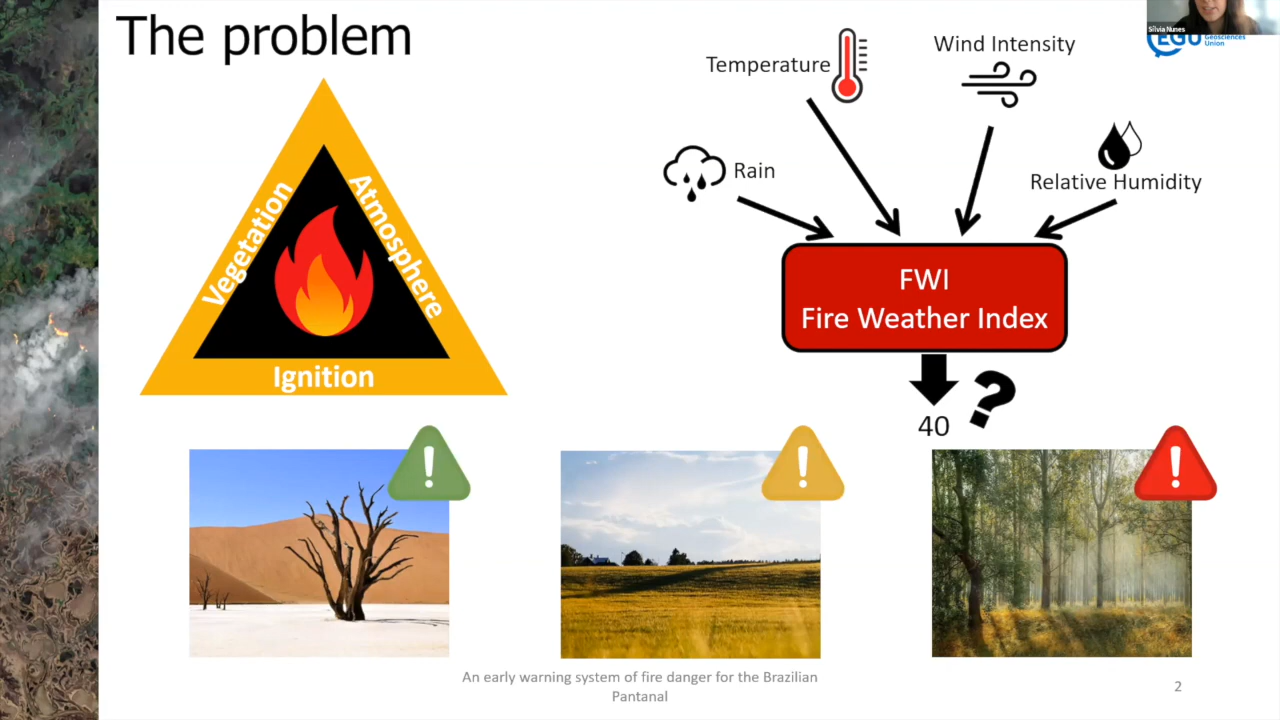 The problem
Temperature
Wind Intensity
Sílvia Nunes
EGU
Geosciences
Union
Rain
Relative Humidity
Vegetation
Atmosphere
Ignition
FWI
Fire Weather Index
40
?
!
!
!
An early warning system of fire danger for the Brazilian
Pantanal
2